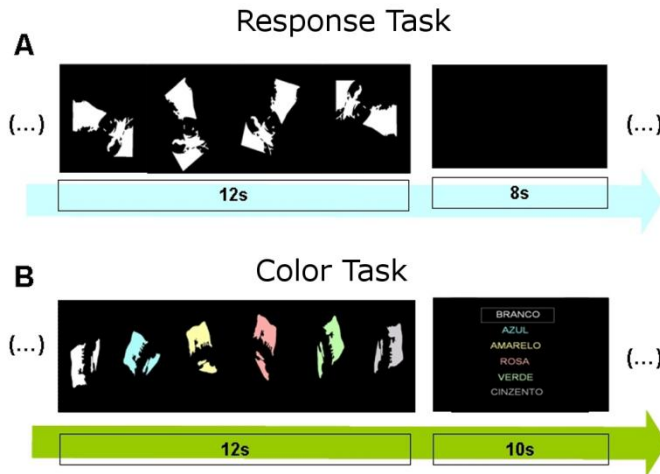 Response Task
A
(...) (...)
12s 8s
Color Task
B
BRANCO
AZUL
AMARELO
(...) (...)
ROSA
VERDE
CINZENTO
12s 10s